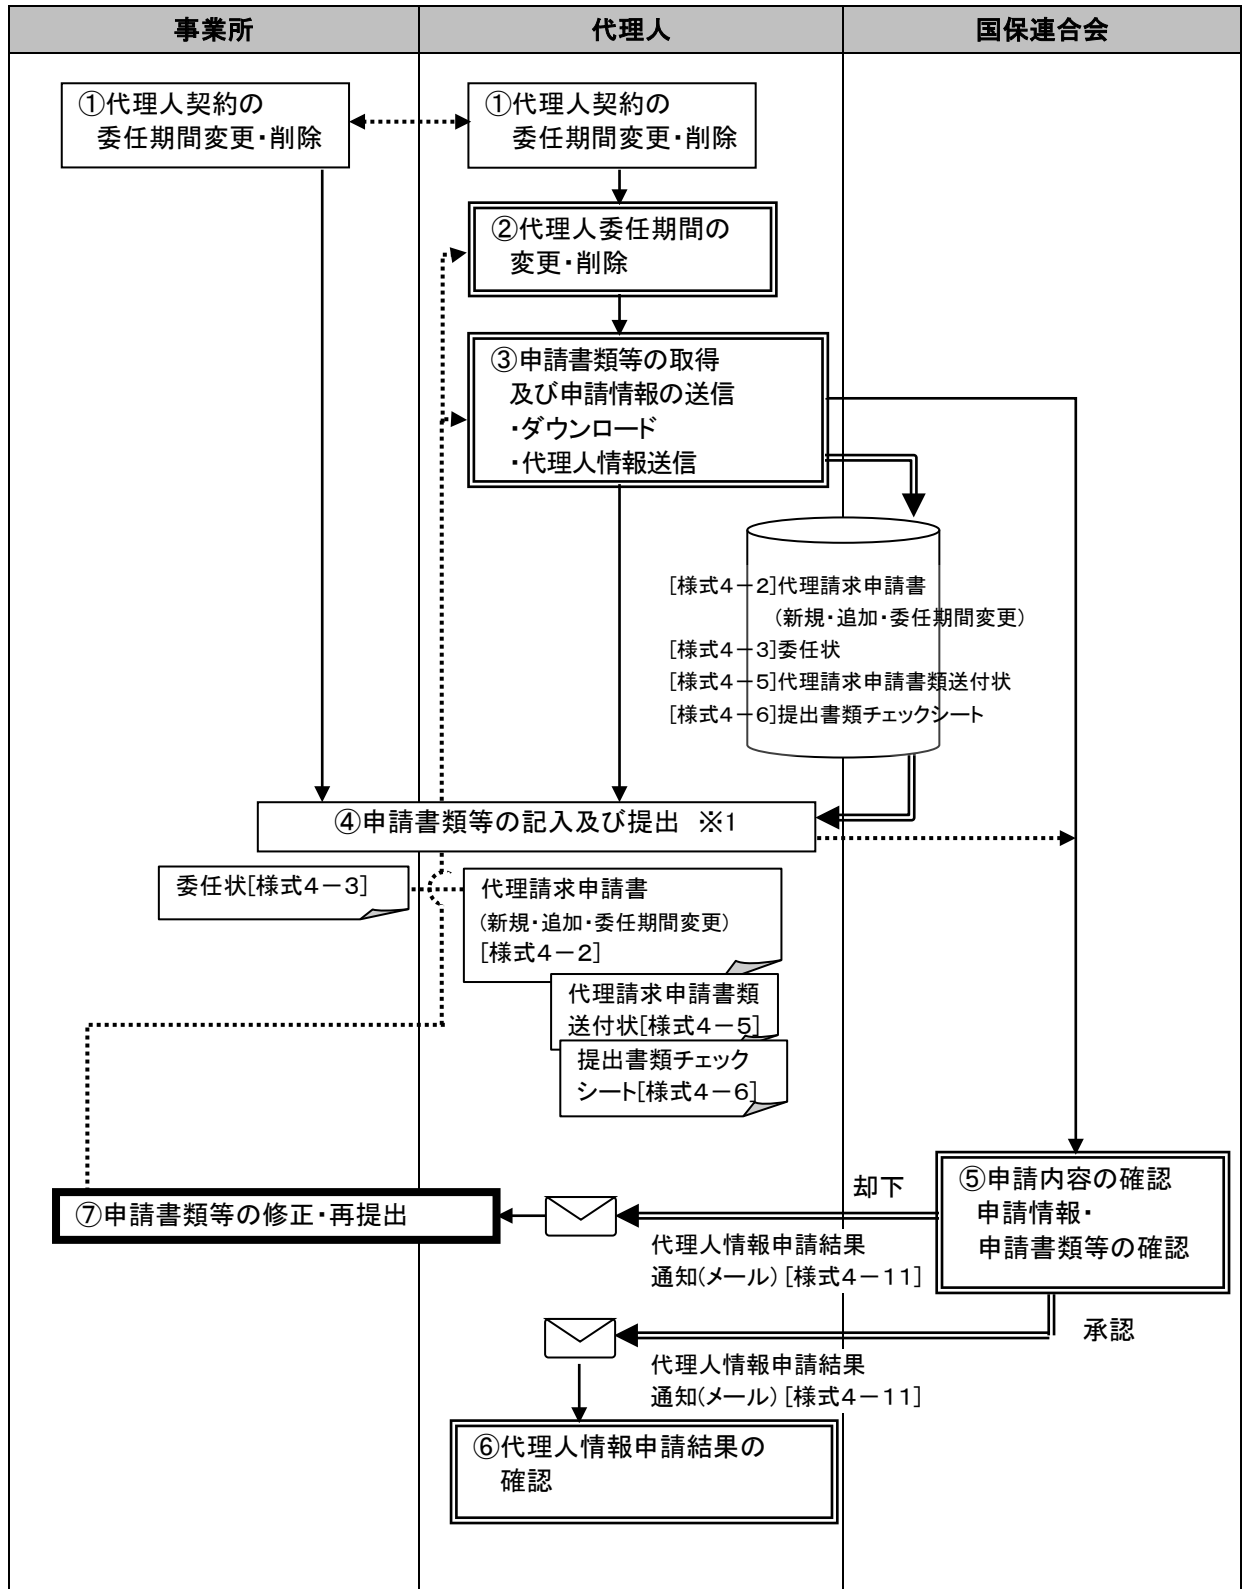 事業所
代理人
国保連合会
①代理人契約の
委任期間変更・削除
①代理人契約の
委任期間変更・削除
②代理人委任期間の
変更・削除
③申請書類等の取得
及び申請情報の送信
・ダウンロード
・代理人情報送信
[様式4－2]代理請求申請書
（新規・追加・委任期間変更）
[様式4－3]委任状
[様式4－5]代理請求申請書類送付状
[様式4－6]提出書類チェックシート
④申請書類等の記入及び提出　※1
委任状[様式4－3]
代理請求申請書
(新規・追加・委任期間変更)
[様式4－2]
代理請求申請書類
送付状[様式4－5]
提出書類チェック
シート[様式4－6]
⑤申請内容の確認
申請情報・
申請書類等の確認
却下
⑦申請書類等の修正・再提出
代理人情報申請結果
通知(メール) [様式4－11]
承認
代理人情報申請結果
通知(メール) [様式4－11]
⑥代理人情報申請結果の
確認